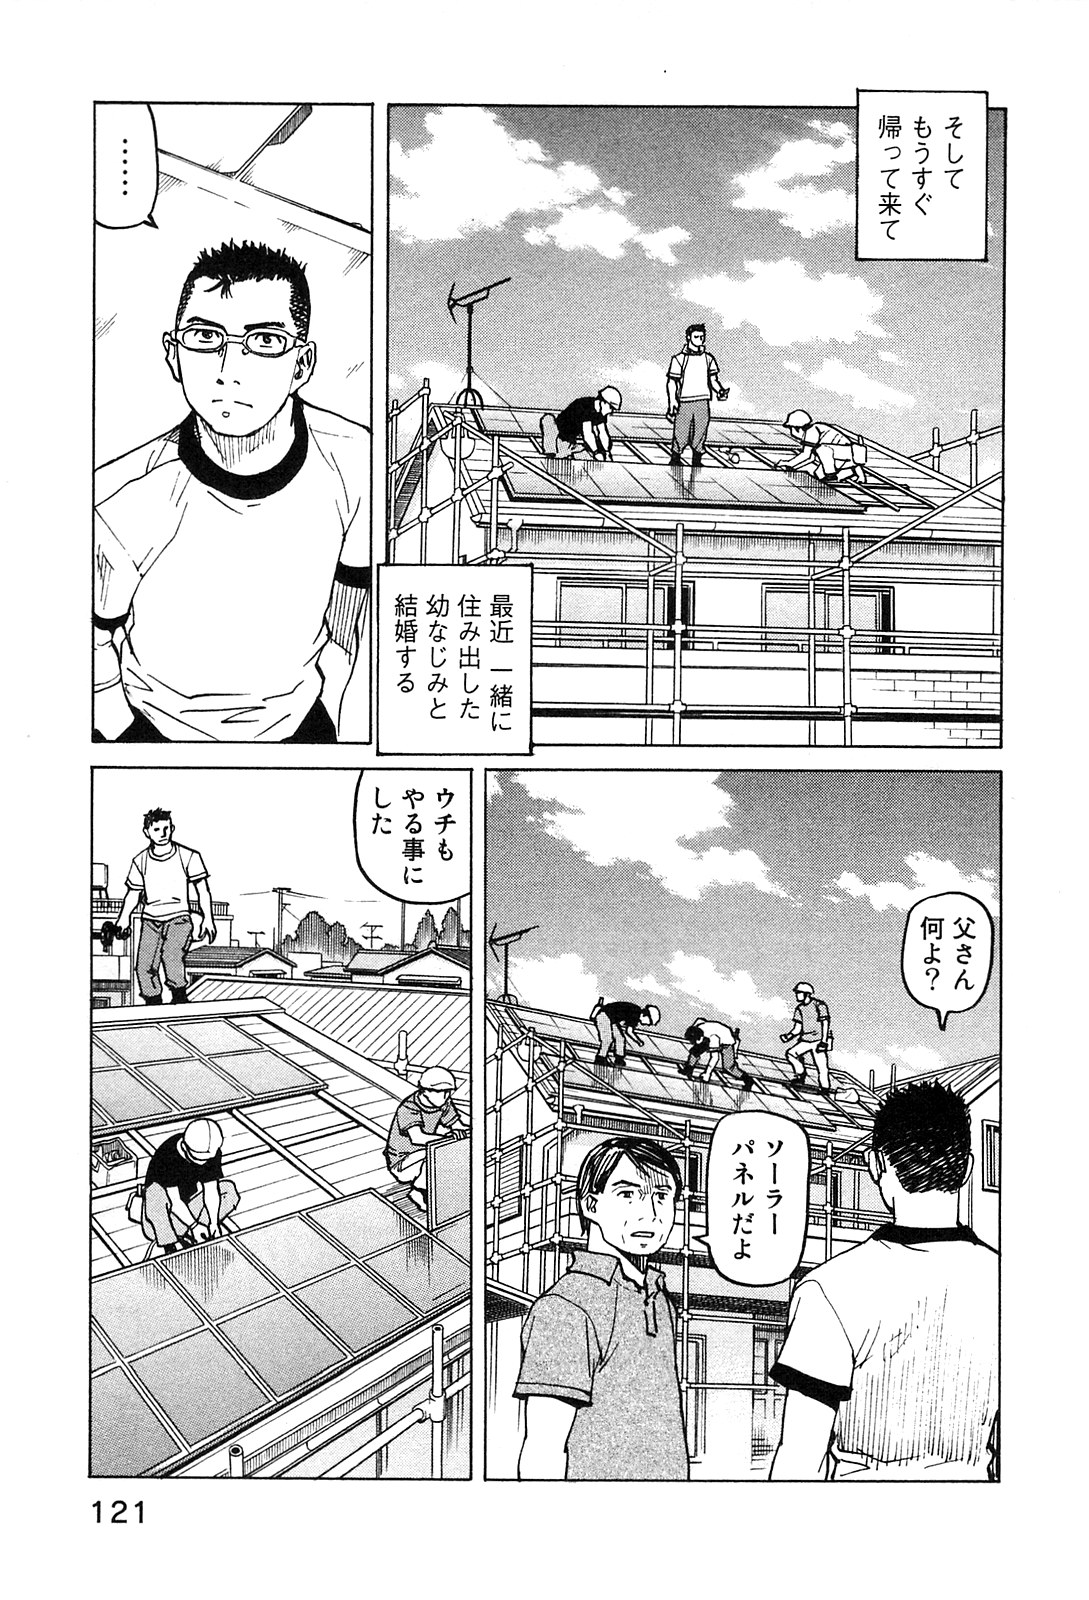 そして
もうすぐ
帰って来て
最近 一緒に
住み出した
幼なじみと
結婚する
……
父さん
何よ？
ソーラー
パネルだよ
ウチも
やる事に
した
121